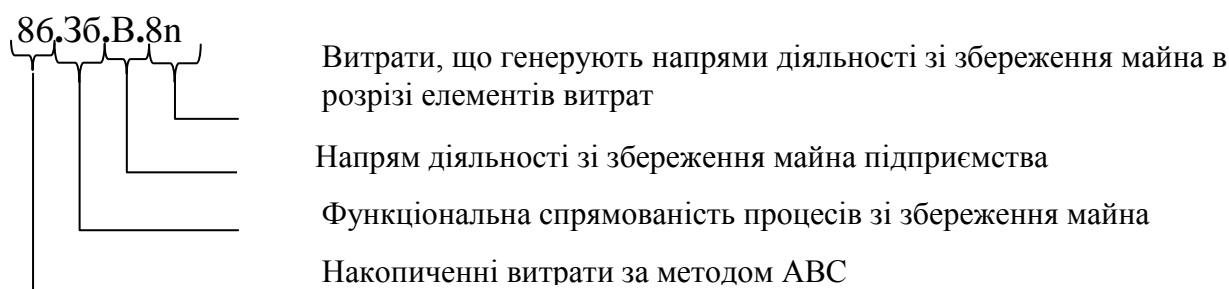 86.Зб.В.8n
Витрати, що генерують напрями діяльності зі збереження майна в
розрізі елементів витрат
Напрям діяльності зі збереження майна підприємства
Функціональна спрямованість процесів зі збереження майна
Накопиченні витрати за методом АВС